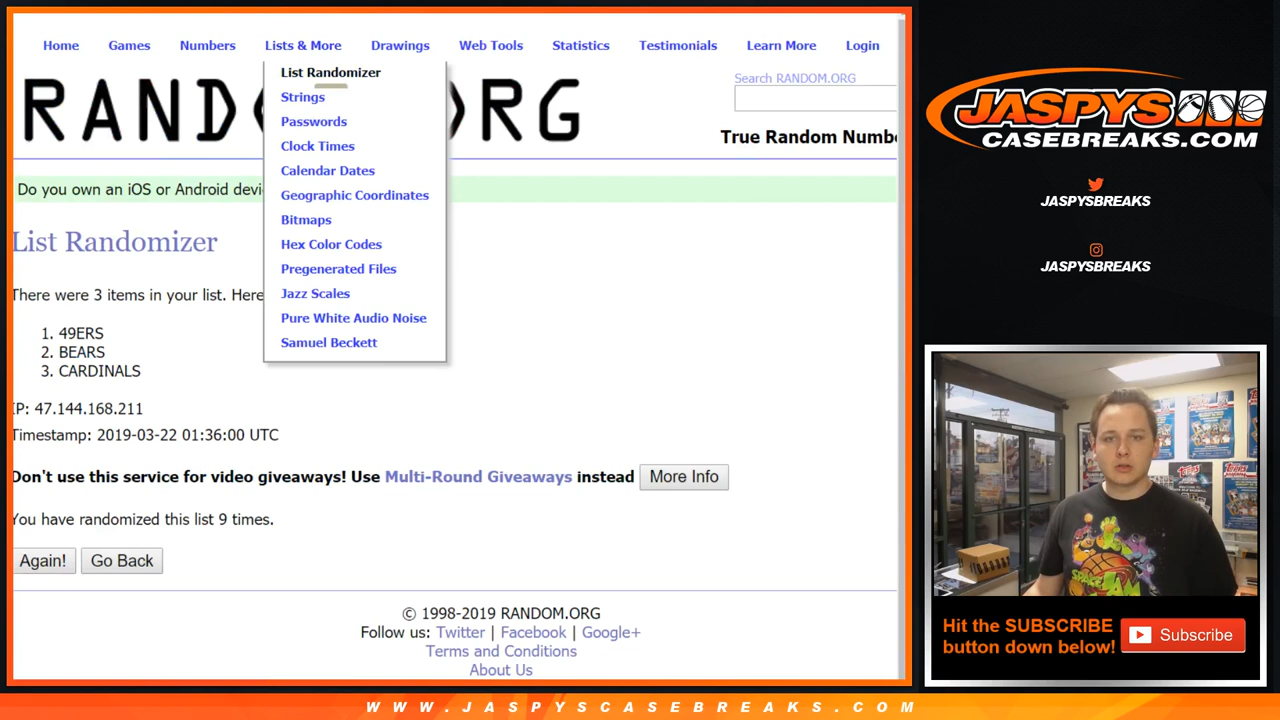 Home Games Numbers Lists & More Drawings Web Tools Statistics Testimonials Learn More Login
List Randomizer
Strings
Passwords
Clock Times
Calendar Dates
Geographic Coordinates
Bitmaps
Hex Color Codes
Pregenerated Files
Jazz Scales
Pure White Audio Noise
Samuel Beckett
RAND ORG
Search RANDOM.ORG
True Random Numbe
Do you own an iOS or Android devi
List Randomizer
There were 3 items in your list. Here
1. 49ERS
2. BEARS
3. CARDINALS
IP: 47.144.168.211
Timestamp: 2019-03-22 01:36:00 UTC
Don't use this service for video giveaways! Use Multi-Round Giveaways instead More Info
You have randomized this list 9 times.
Again! Go Back
© 1998-2019 RANDOM.ORG
Follow us: Twitter | Facebook | Google+
Terms and Conditions
About Us
JASPYS
CASEBREAKS.COM
JASPYSBREAKS
JASPYSBREAKS
SPACE JAM
Hit the SUBSCRIBE
button down below!
Subscribe
WWW.JASPYSCASEBREAKS.COM